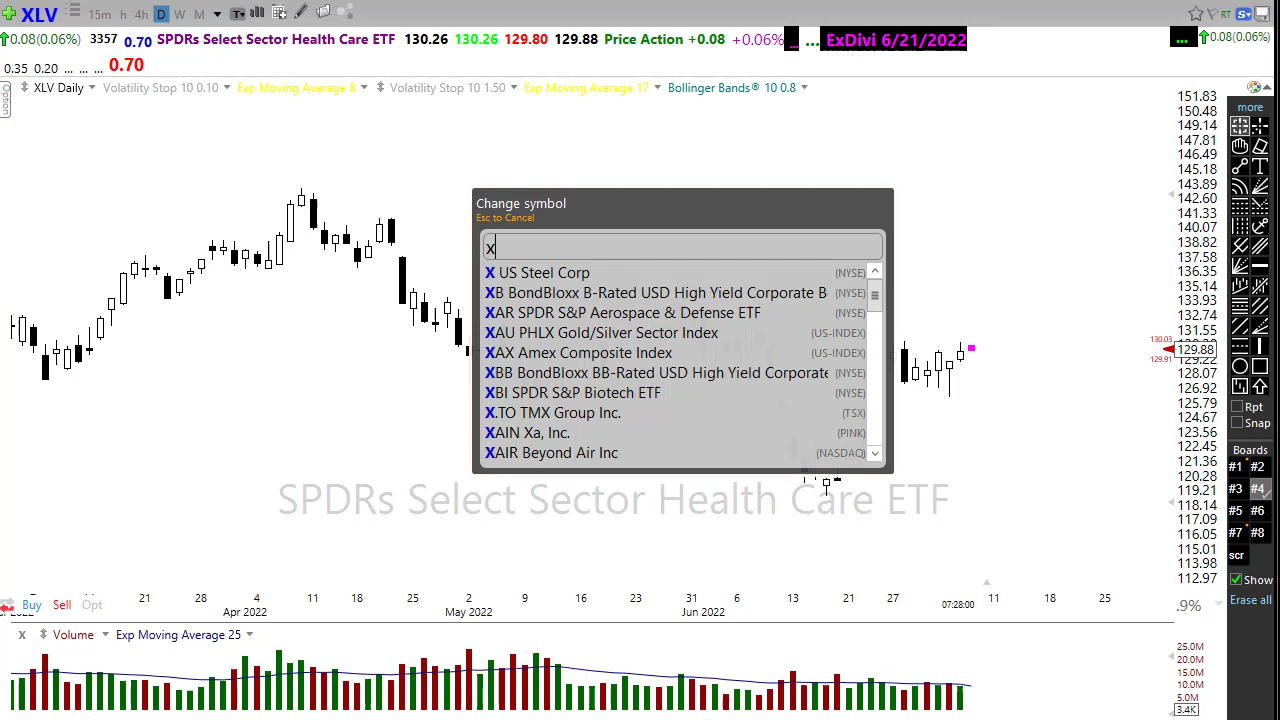 XLV 15m h 4h D W M T RT S
0.08(0.06%) 3357 0.70 SPDRs Select Sector Health Care ETF 130.26 130.26 129.80 129.88 Price Action +0.08 +0.06% ... ... ExDivi 6/21/2022 ... 0.08(0.06%)
0.35 0.20 ... ... ... 0.70
Option
XLV Daily Volatility Stop 10 0.10 Exp Moving Average 8 Volatility Stop 10 1.50 Exp Moving Average 17 Bollinger Bands® 10 0.8
151.83
150.48
149.14
147.81
146.49
145.18
143.89
142.60
141.33
140.07
138.82
137.58
136.35
135.13
133.93
132.74
131.55
130.03
129.88
129.22
129.91
128.07
126.92
125.79
124.67
123.56
122.45
121.36
120.28
119.21
118.14
117.09
116.05
115.01
113.98
112.97
Change symbol
Esc to Cancel
x
X US Steel Corp (NYSE)
XB BondBloxx B-Rated USD High Yield Corporate B (NYSE)
XAR SPDR S&P Aerospace & Defense ETF (NYSE)
XAU PHLX Gold/Silver Sector Index (US-INDEX)
XAX Amex Composite Index (US-INDEX)
XBB BondBloxx BB-Rated USD High Yield Corporate (NYSE)
XBI SPDR S&P Biotech ETF (NYSE)
X.TO TMX Group Inc. (TSX)
XAIN Xa, Inc. (PINK)
XAIR Beyond Air Inc (NASDAQ)
SPDRs Select Sector Health Care ETF
more
T
Rpt
Snap
Boards
#1 #2
#3 #4
#5 #6
#7 #8
scr
Show
Erase all
Buy Sell Opt
21 28 4 11 18 25 2 9 16 23 31 6 13 21 27 07:28:00 11 18 25
2022 Apr 2022 May 2022 Jun 2022
.9%
X Volume Exp Moving Average 25
25.0M
20.0M
15.0M
10.0M
5.0M
3.4K